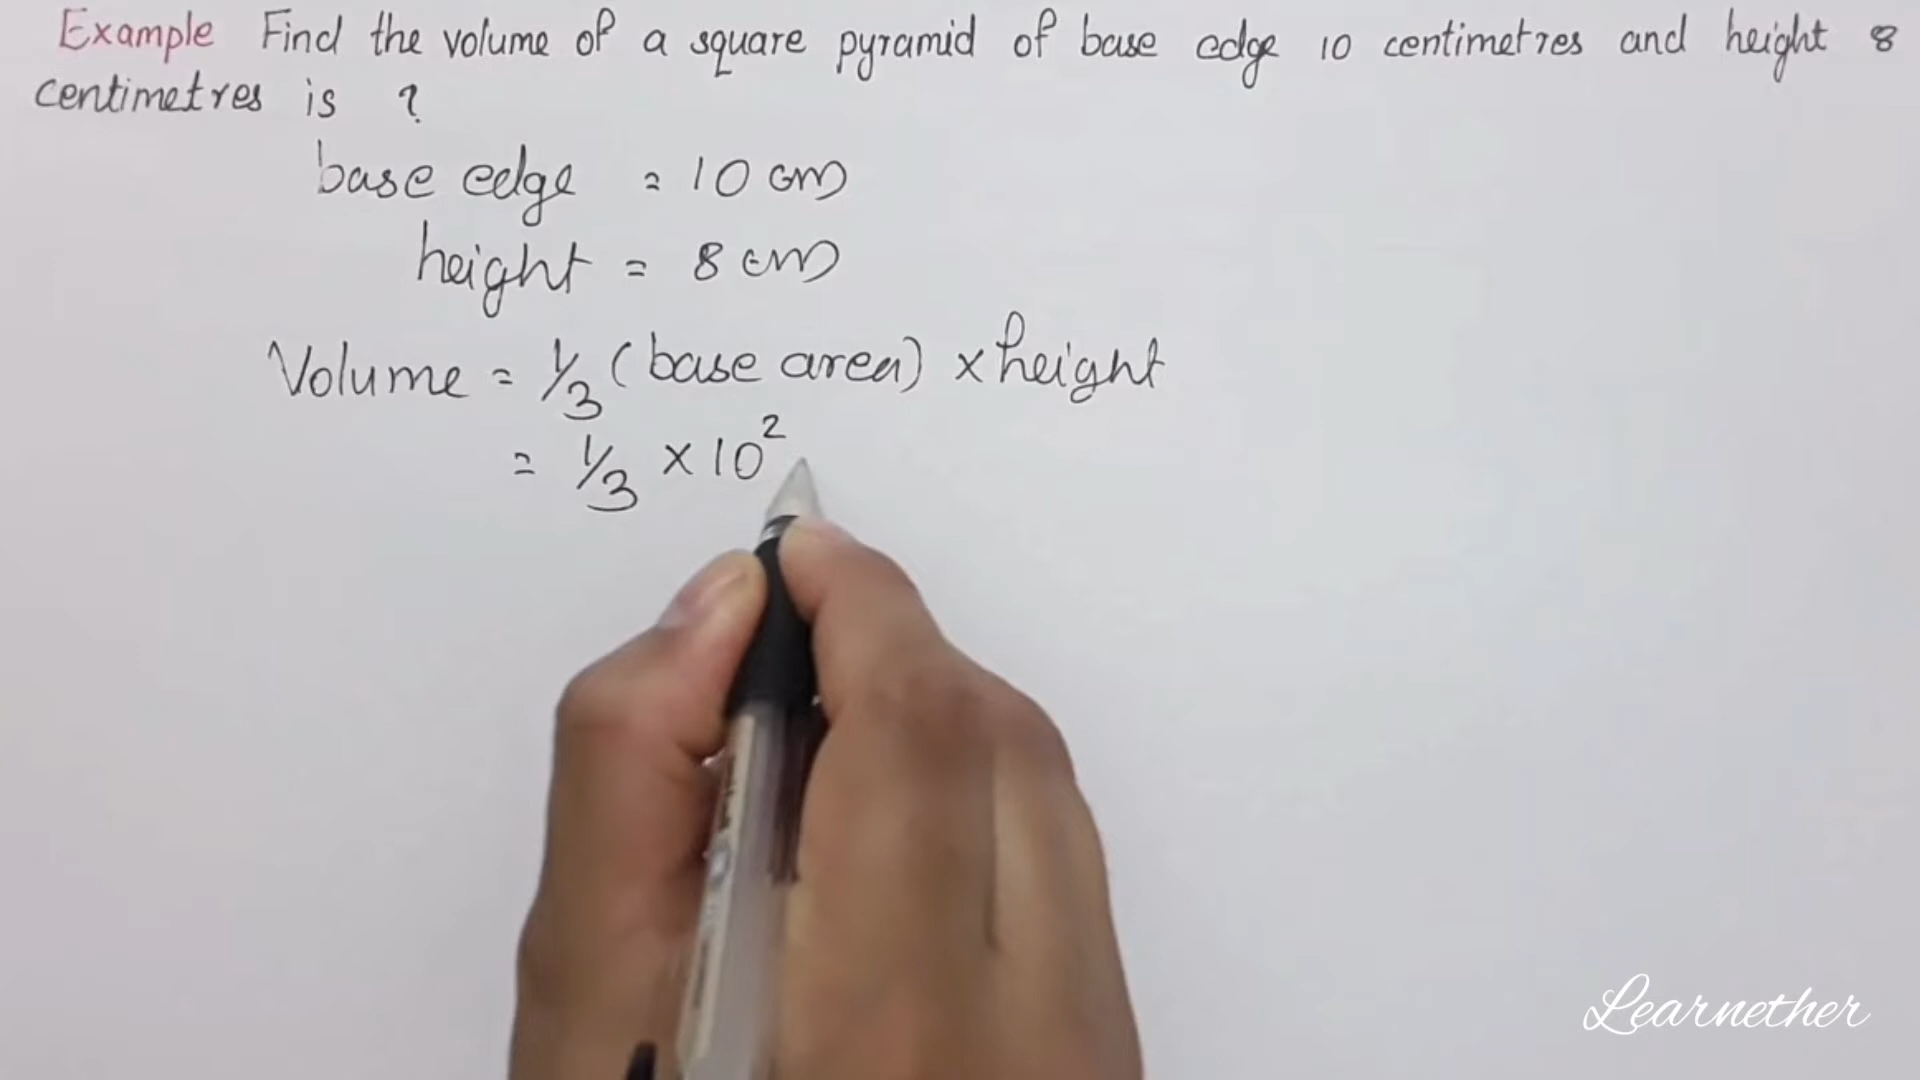 Example Find the volume of a square pyramid of base edge 10 centimetres and height 8
centimetres is ?
base edge = 10 cm
height = 8 cm
Volume = 1/3 (base area) × height
= 1/3 × 10²
Learnether